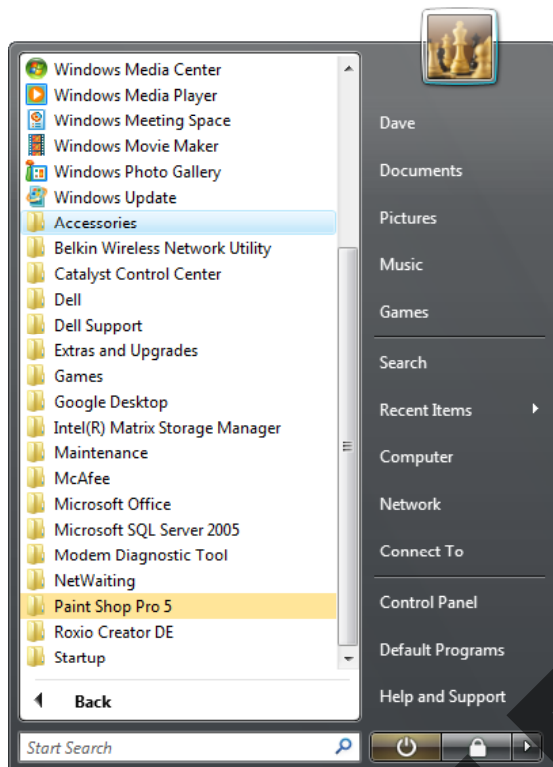 Windows Media Center
Windows Media Player
Windows Meeting Space
Windows Movie Maker
Windows Photo Gallery
Windows Update
Accessories
Belkin Wireless Network Utility
Catalyst Control Center
Dell
Dell Support
Extras and Upgrades
Games
Google Desktop
Intel(R) Matrix Storage Manager
Maintenance
McAfee
Microsoft Office
Microsoft SQL Server 2005
Modem Diagnostic Tool
NetWaiting
Paint Shop Pro 5
Roxio Creator DE
Startup
Back
Start Search
Dave
Documents
Pictures
Music
Games
Search
Recent Items
Computer
Network
Connect To
Control Panel
Default Programs
Help and Support